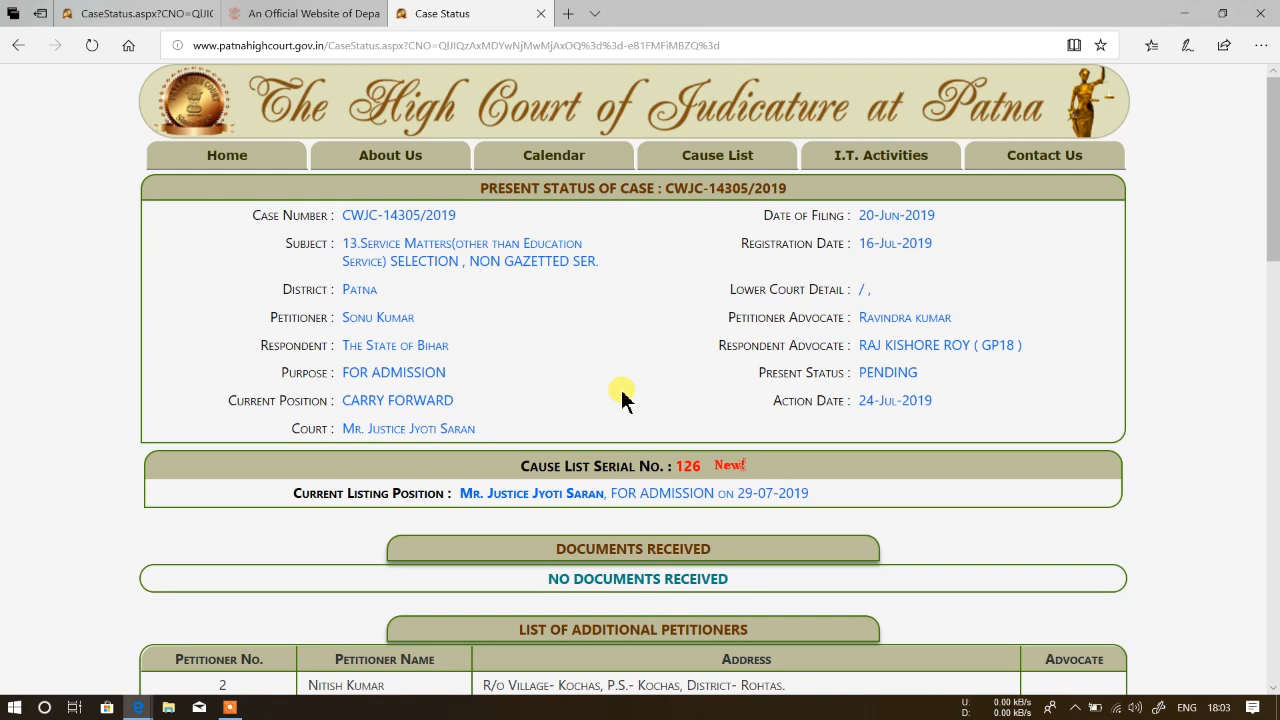 CaseStatus.aspx?CNO=QlJI(
An Official Website of Depa
Case Status
www.patnahighcourt.gov.in/CaseStatus.aspx?CNO=QlJIQzAxMDYwNjMwMjAxOQ%3d%3d-eB1FMFiMBZQ%3d
The High Court of Judicature at Patna
Home About Us Calendar Cause List I.T. Activities Contact Us
PRESENT STATUS OF CASE : CWJC-14305/2019
Case Number : CWJC-14305/2019 Date of Filing : 20-Jun-2019
Subject : 13.Service Matters(other than Education Registration Date : 16-Jul-2019
Service) SELECTION , NON GAZETTED SER.
District : Patna Lower Court Detail : / ,
Petitioner : Sonu Kumar Petitioner Advocate : Ravindra kumar
Respondent : The State of Bihar Respondent Advocate : RAJ KISHORE ROY ( GP18 )
Purpose : FOR ADMISSION Present Status : PENDING
Current Position : CARRY FORWARD Action Date : 24-Jul-2019
Court : Mr. Justice Jyoti Saran
Cause List Serial No. : 126 New!
Current Listing Position : Mr. Justice Jyoti Saran, FOR ADMISSION on 29-07-2019
DOCUMENTS RECEIVED
NO DOCUMENTS RECEIVED
LIST OF ADDITIONAL PETITIONERS
Petitioner No. Petitioner Name Address Advocate
2 Nitish Kumar R/o Village- Kochas, P.S.- Kochas, District- Rohtas.
U: 0.00 kB/s
D: 0.00 kB/s
ENG 18:03